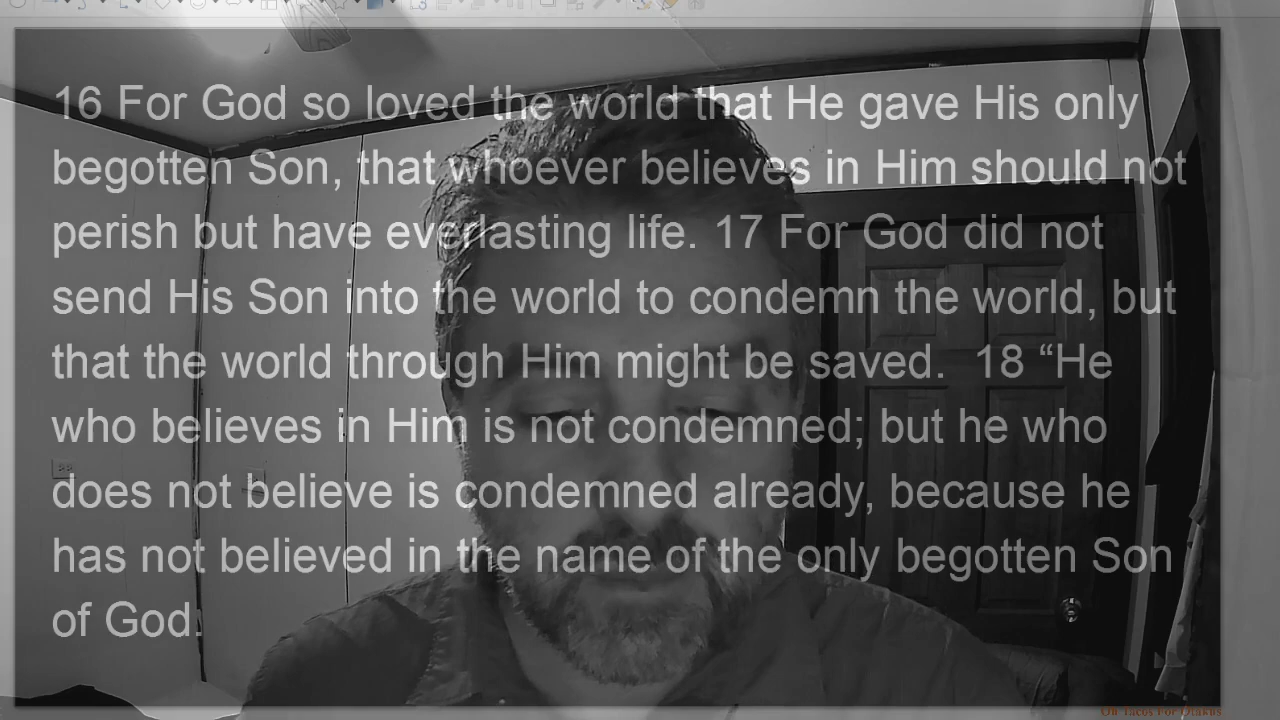 16 For God so loved the world that He gave His only
begotten Son, that whoever believes in Him should not
perish but have everlasting life. 17 For God did not
send His Son into the world to condemn the world, but
that the world through Him might be saved. 18 “He
who believes in Him is not condemned; but he who
does not believe is condemned already, because he
has not believed in the name of the only begotten Son
of God.